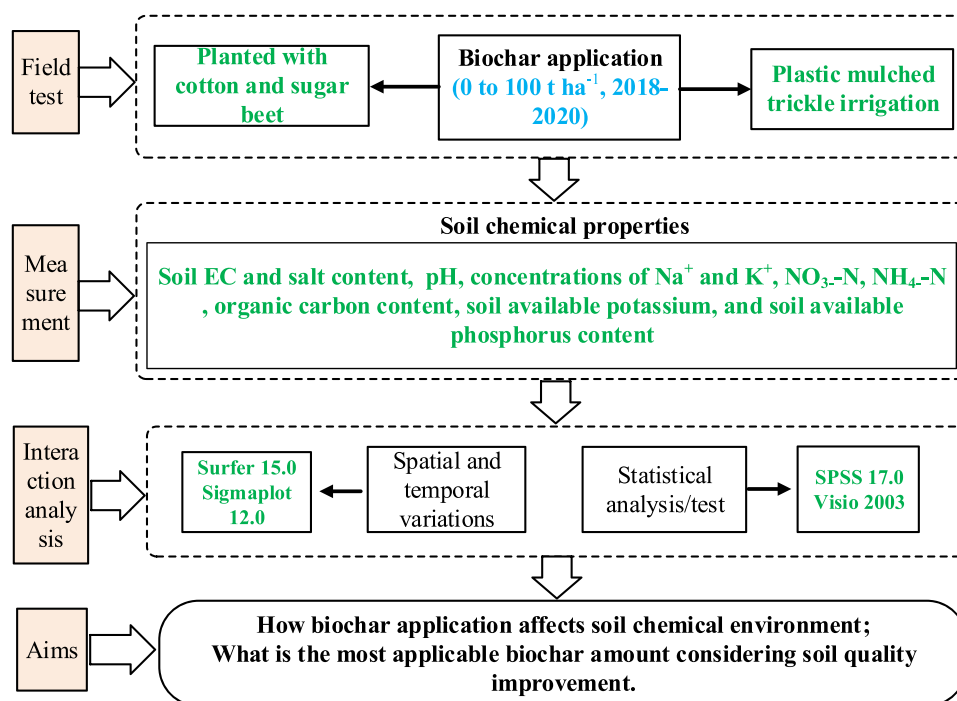 Field
test
Planted with
cotton and sugar
beet
Biochar application
(0 to 100 t ha⁻¹, 2018–
2020)
Plastic mulched
trickle irrigation
Mea
sure
ment
Soil chemical properties
Soil EC and salt content, pH, concentrations of Na⁺ and K⁺, NO₃₋-N, NH₄₋-N
, organic carbon content, soil available potassium, and soil available
phosphorus content
Intera
ction
analy
sis
Surfer 15.0
Sigmaplot
12.0
Spatial and
temporal
variations
Statistical
analysis/test
SPSS 17.0
Visio 2003
Aims
How biochar application affects soil chemical environment;
What is the most applicable biochar amount considering soil quality
improvement.